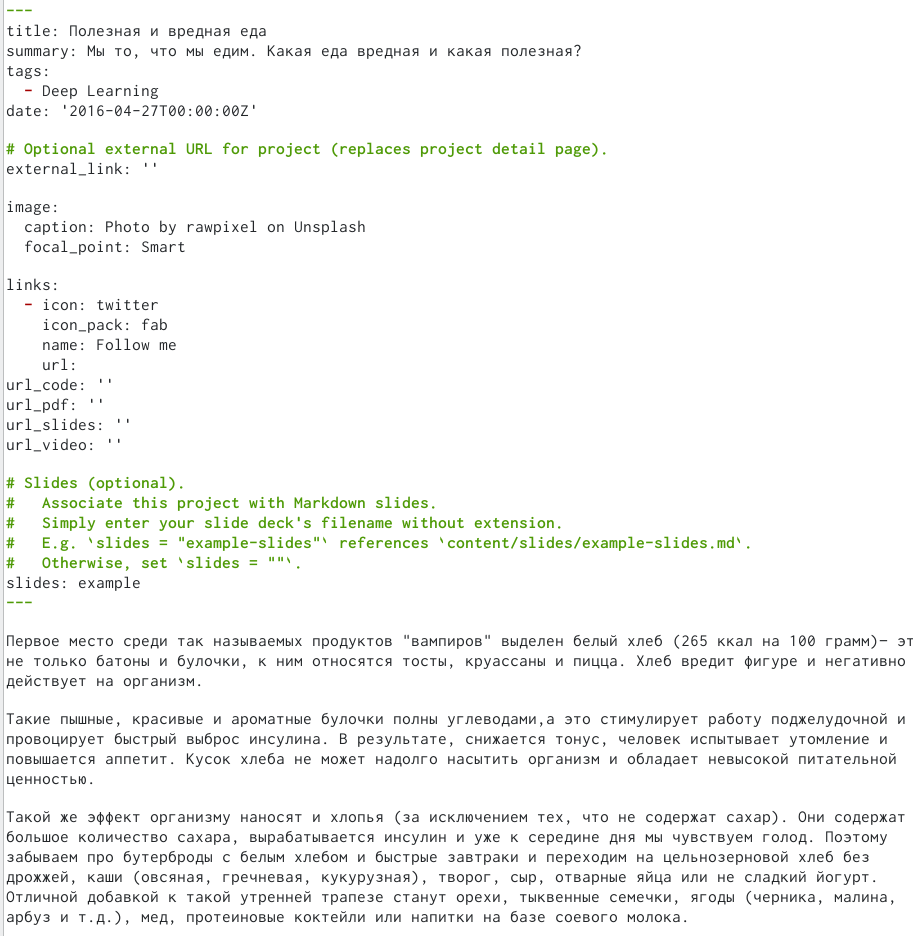 ---
title: Полезная и вредная еда
summary: Мы то, что мы едим. Какая еда вредная и какая полезная?
tags:
  - Deep Learning
date: '2016-04-27T00:00:00Z'
# Optional external URL for project (replaces project detail page).
external_link: ''
image:
  caption: Photo by rawpixel on Unsplash
  focal_point: Smart
links:
  - icon: twitter
    icon_pack: fab
    name: Follow me
    url:
url_code: ''
url_pdf: ''
url_slides: ''
url_video: ''
# Slides (optional).
#   Associate this project with Markdown slides.
#   Simply enter your slide deck's filename without extension.
#   E.g. `slides = "example-slides"` references `content/slides/example-slides.md`.
#   Otherwise, set `slides = ""`.
slides: example
---
Первое место среди так называемых продуктов "вампиров" выделен белый хлеб (265 ккал на 100 грамм)- эт
не только батоны и булочки, к ним относятся тосты, круассаны и пицца. Хлеб вредит фигуре и негативно
действует на организм.
Такие пышные, красивые и ароматные булочки полны углеводами,а это стимулирует работу поджелудочной и
провоцирует быстрый выброс инсулина. В результате, снижается тонус, человек испытывает утомление и
повышается аппетит. Кусок хлеба не может надолго насытить организм и обладает невысокой питательной
ценностью.
Такой же эффект организму наносят и хлопья (за исключением тех, что не содержат сахар). Они содержат
большое количество сахара, вырабатывается инсулин и уже к середине дня мы чувствуем голод. Поэтому
забываем про бутерброды с белым хлебом и быстрые завтраки и переходим на цельнозерновой хлеб без
дрожжей, каши (овсяная, гречневая, кукурузная), творог, сыр, отварные яйца или не сладкий йогурт.
Отличной добавкой к такой утренней трапезе станут орехи, тыквенные семечки, ягоды (черника, малина,
арбуз и т.д.), мед, протеиновые коктейли или напитки на базе соевого молока.